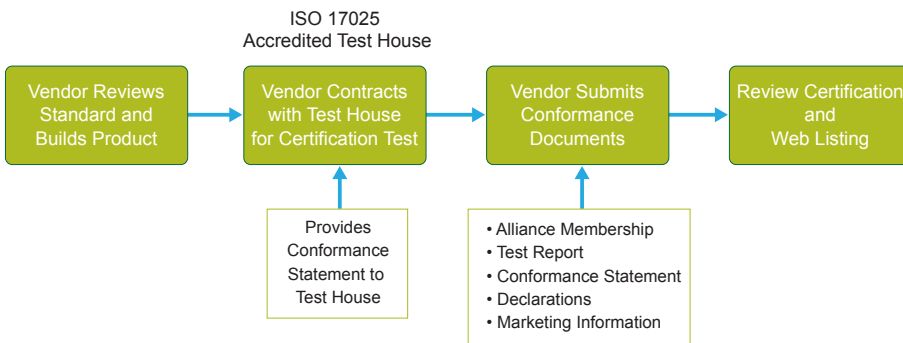 ISO 17025
Accredited Test House
Vendor Reviews
Standard and
Builds Product
Vendor Contracts
with Test House
for Certification Test
Vendor Submits
Conformance
Documents
Review Certification
and
Web Listing
Provides
Conformance
Statement to
Test House
• Alliance Membership
• Test Report
• Conformance Statement
• Declarations
• Marketing Information